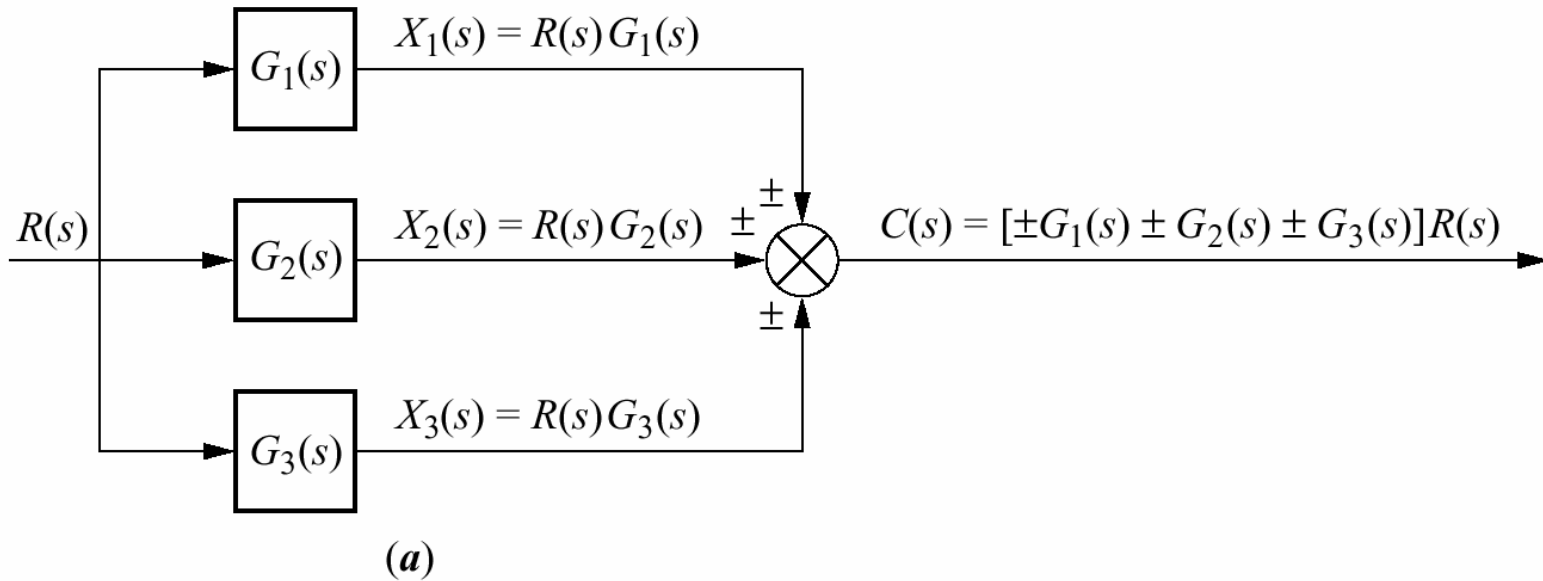 G₁(s)
X₁(s) = R(s)G₁(s)
±
R(s)
G₂(s)
X₂(s) = R(s)G₂(s)
±
C(s) = [±G₁(s) ± G₂(s) ± G₃(s)]R(s)
±
G₃(s)
X₃(s) = R(s)G₃(s)
(a)